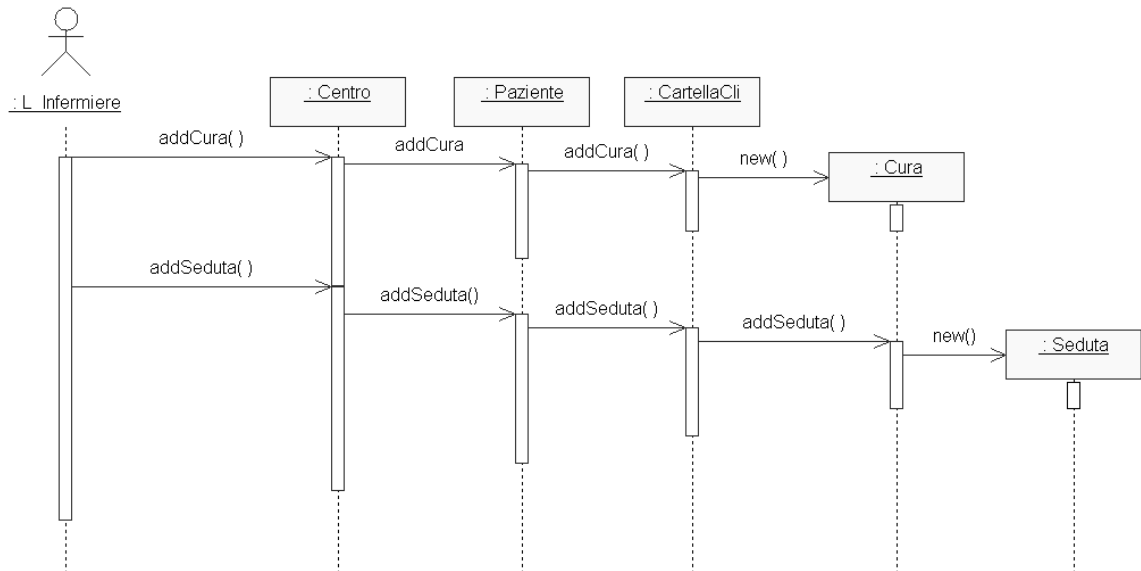 : L_Infermiere
: Centro
: Paziente
: CartellaCli
addCura( )
addCura
addCura( )
new( )
: Cura
addSeduta( )
addSeduta()
addSeduta( )
addSeduta( )
new()
: Seduta